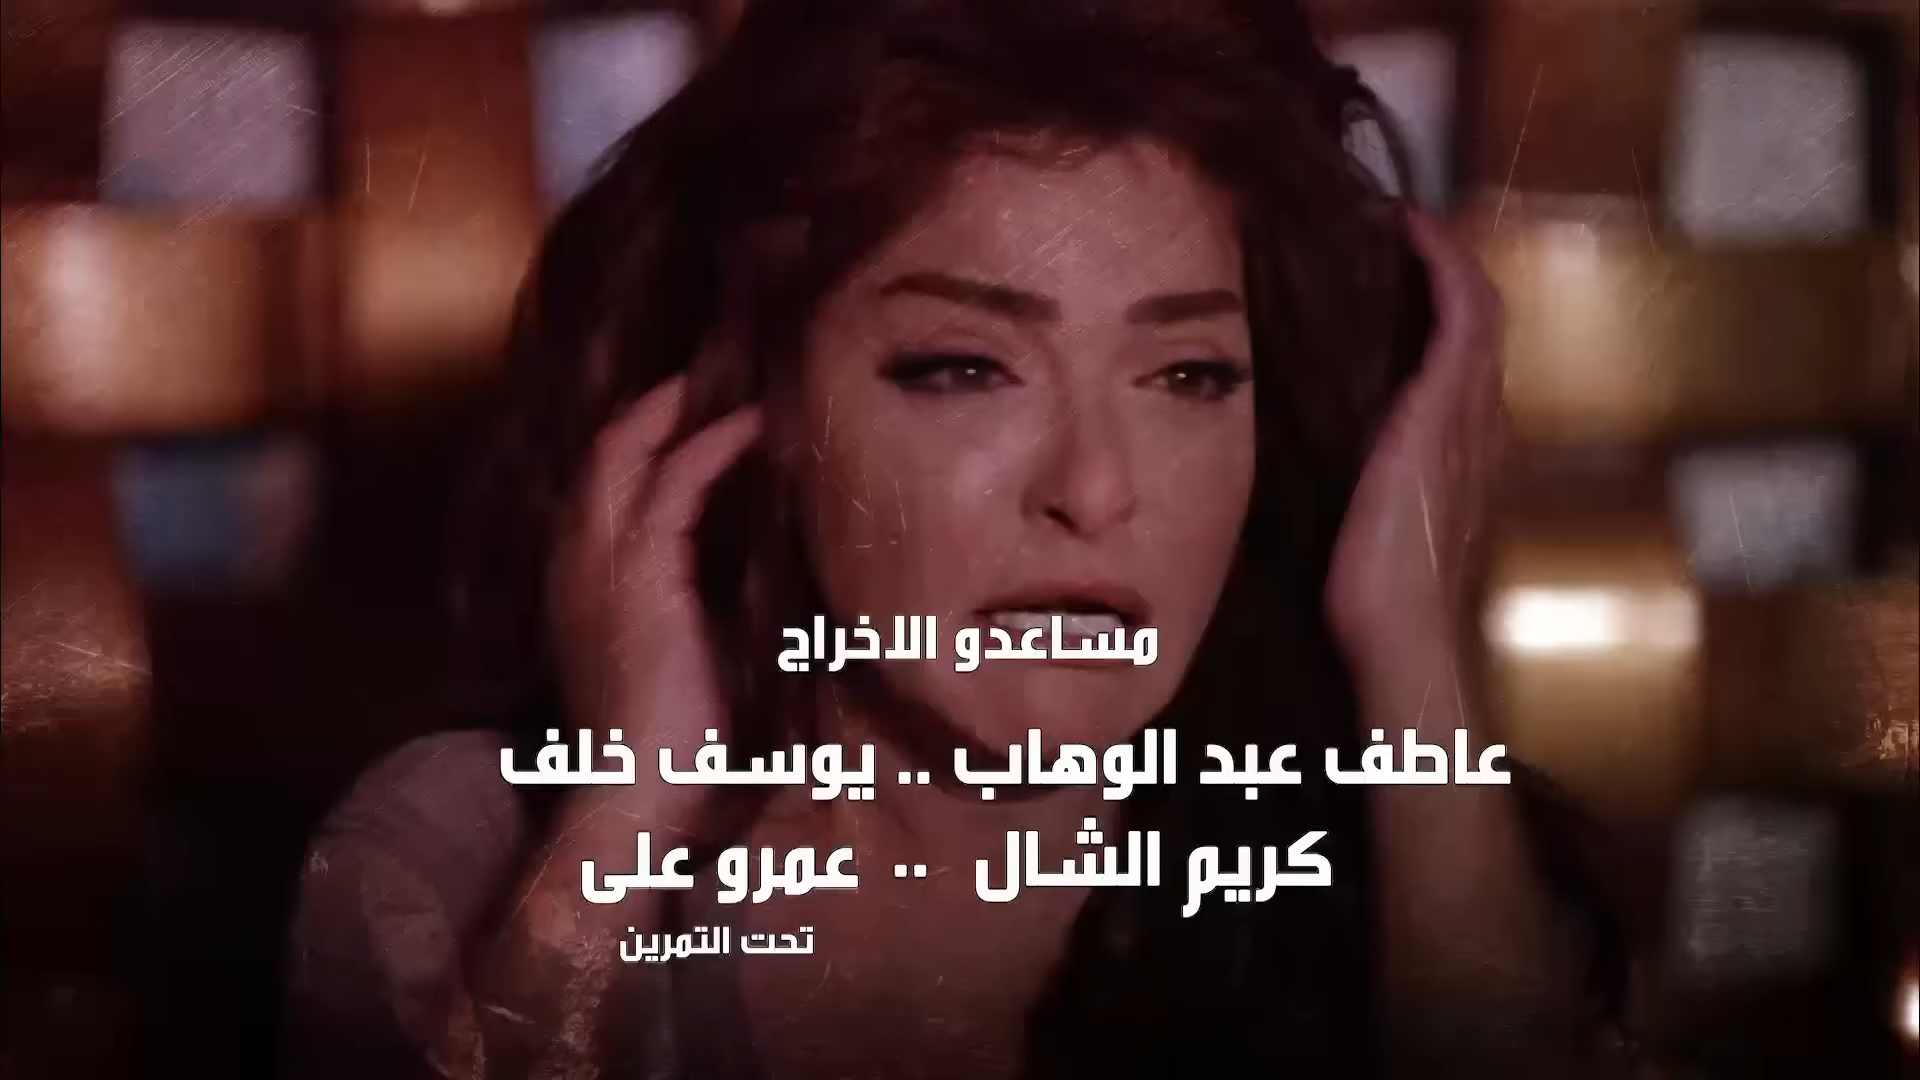 مساعدو الاخراج
عاطف عبد الوهاب .. يوسف خلف
كريم الشال .. عمرو على
تحت التمرين